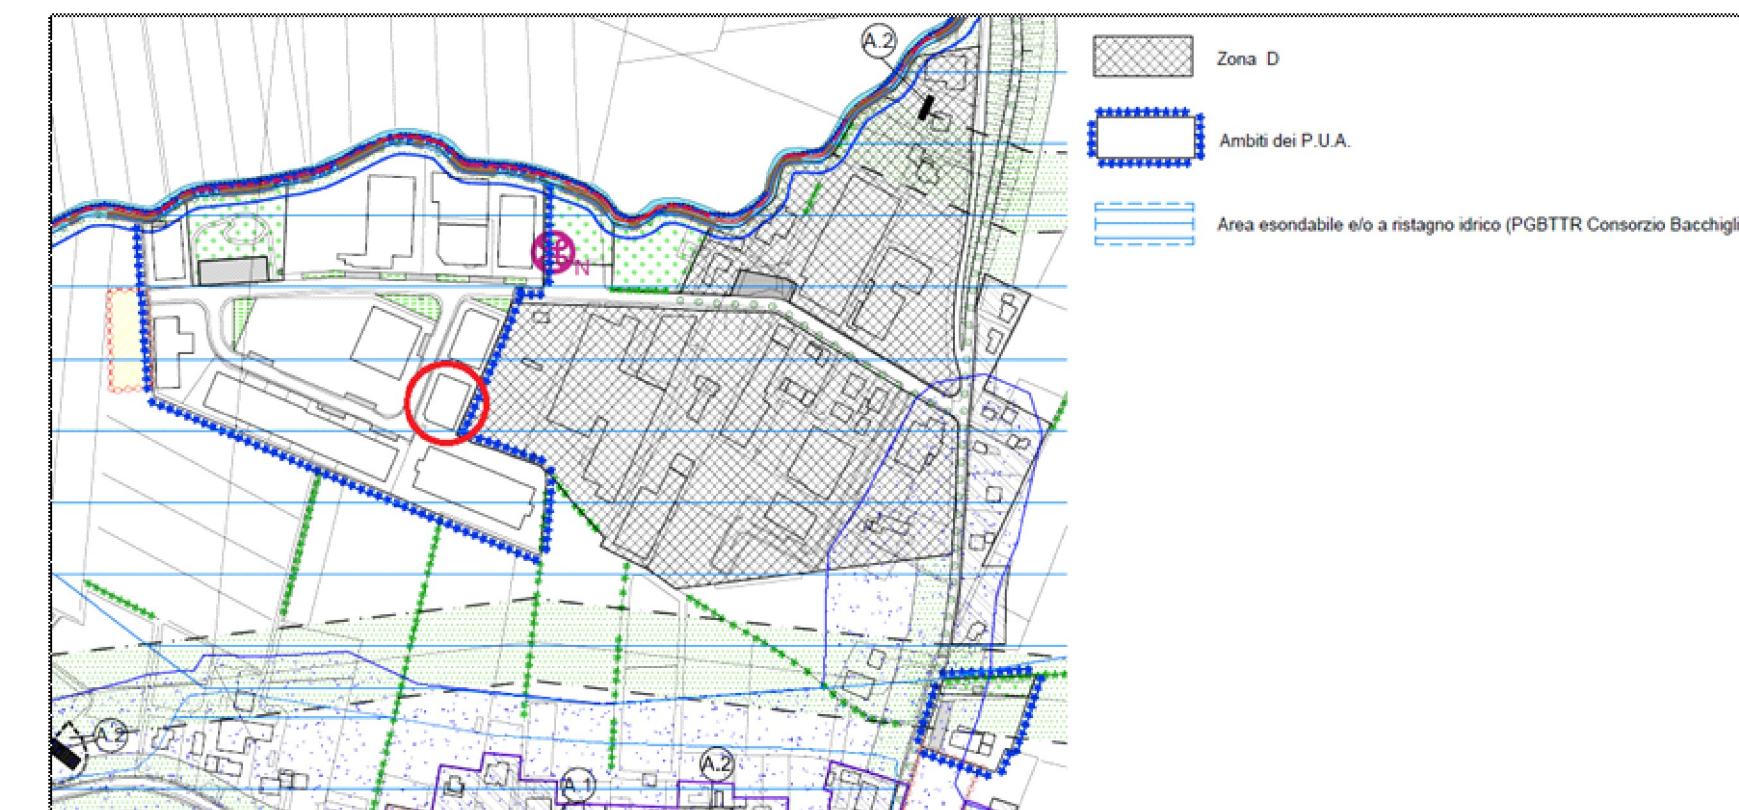 A.2
Zona D
Ambiti dei P.U.A.
Area esondabile e/o a ristagno idrico (PGBTTR Consorzio Bacchigli
N
A.2
A.2
A.1